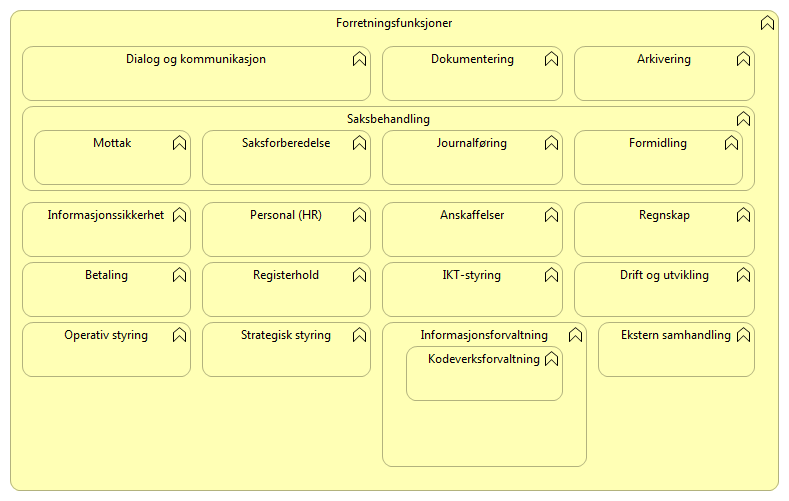 Forretningsfunksjoner
Dialog og kommunikasjon
Dokumentering
Arkivering
Saksbehandling
Mottak
Saksforberedelse
Journalføring
Formidling
Informasjonssikkerhet
Personal (HR)
Anskaffelser
Regnskap
Betaling
Registerhold
IKT-styring
Drift og utvikling
Operativ styring
Strategisk styring
Informasjonsforvaltning
Ekstern samhandling
Kodeverksforvaltning